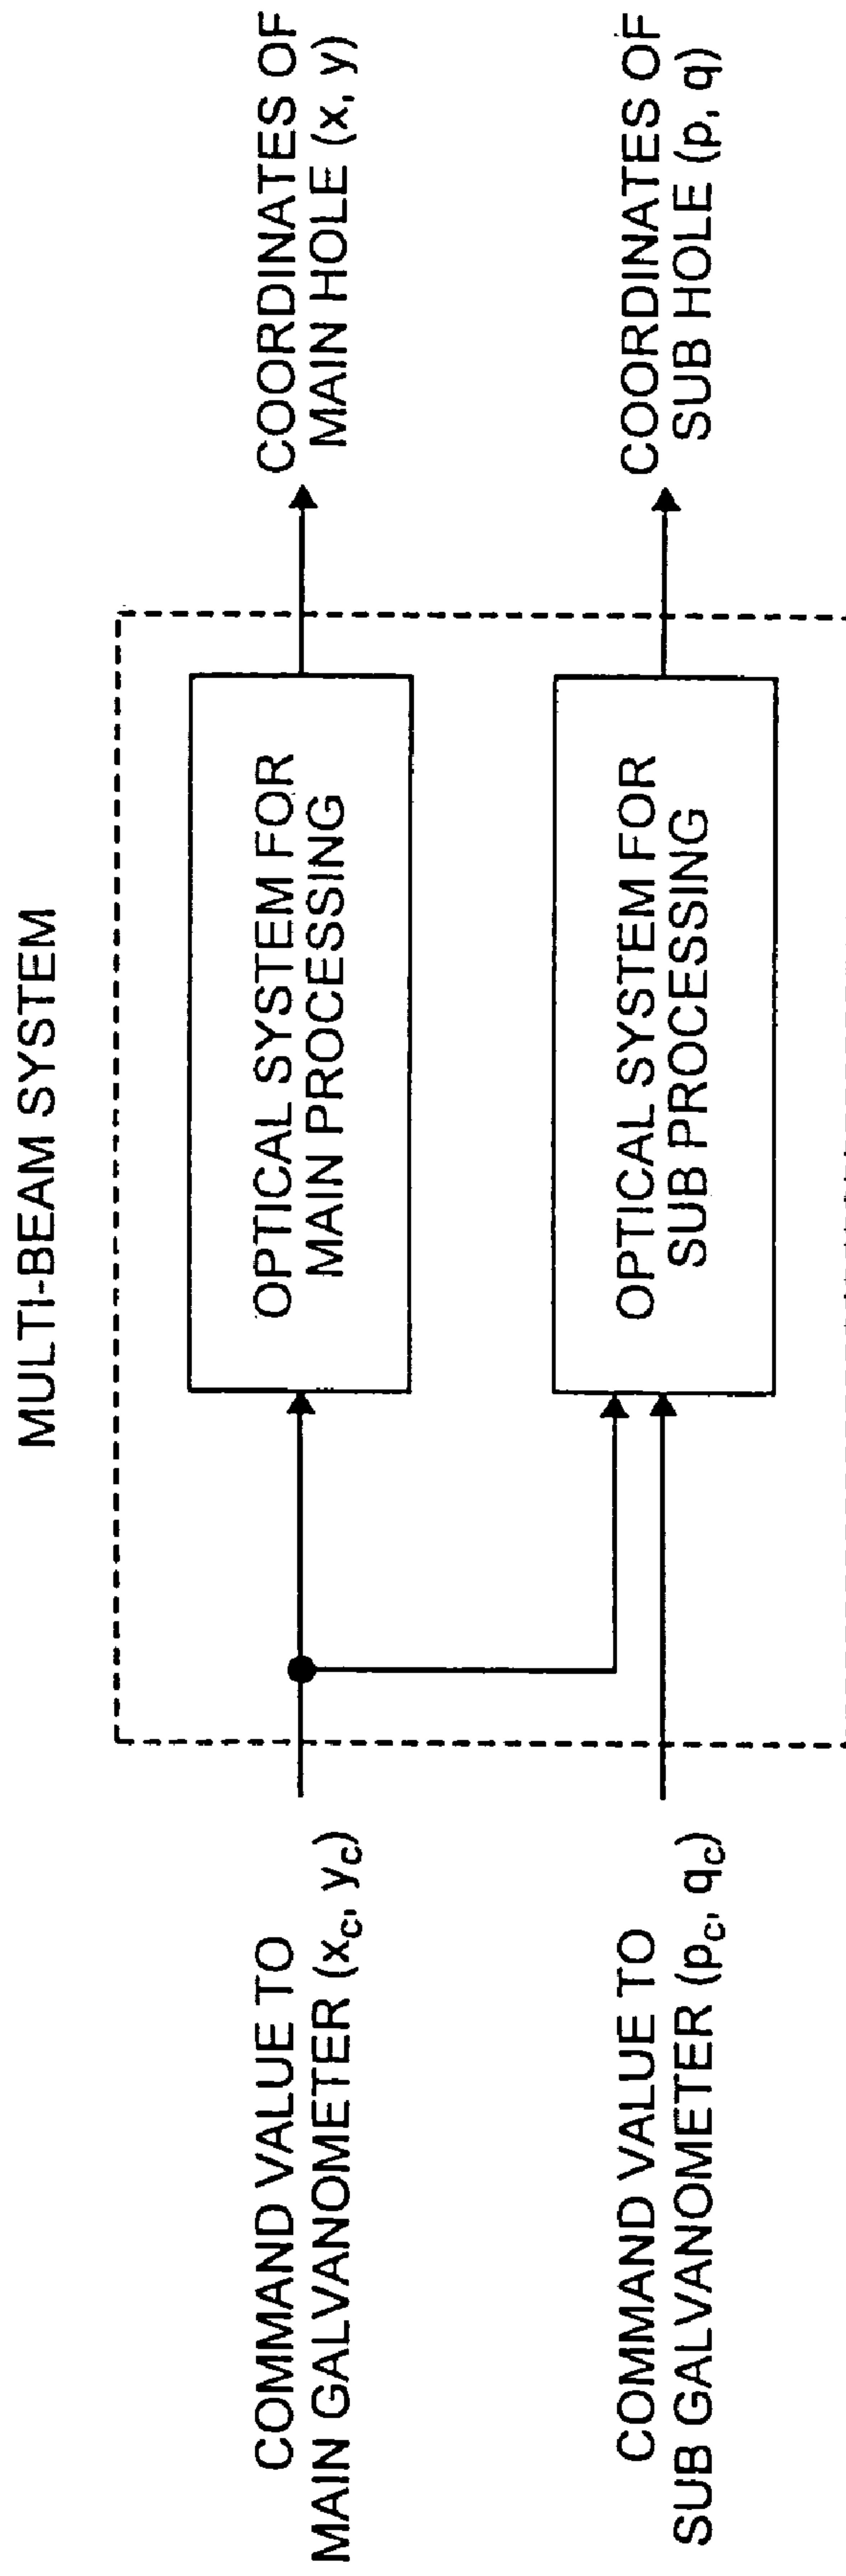 MULTI-BEAM SYSTEM
COMMAND VALUE TO
MAIN GALVANOMETER (xc, yc)
OPTICAL SYSTEM FOR
MAIN PROCESSING
COORDINATES OF
MAIN HOLE (x, y)
COMMAND VALUE TO
SUB GALVANOMETER (pc, qc)
OPTICAL SYSTEM FOR
SUB PROCESSING
COORDINATES OF
SUB HOLE (p, q)